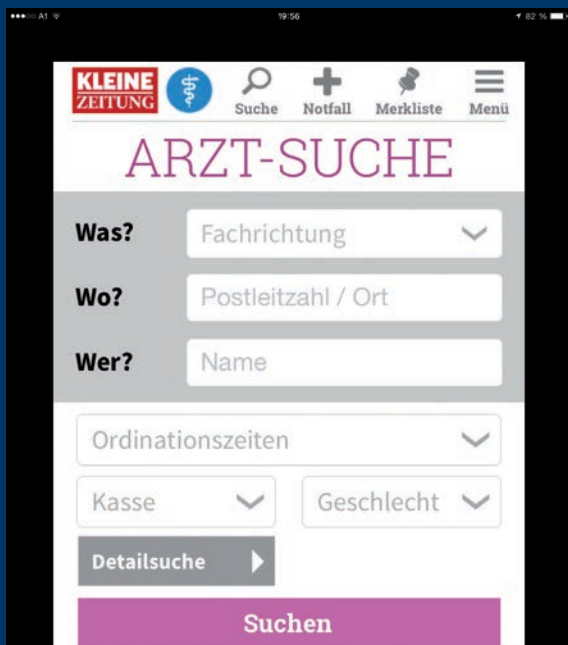 A1 19:56 82 %
KLEINE
ZEITUNG
Suche Notfall Merkliste Menü
ARZT-SUCHE
Was? Fachrichtung
Wo? Postleitzahl / Ort
Wer? Name
Ordinationszeiten
Kasse Geschlecht
Detailsuche
Suchen